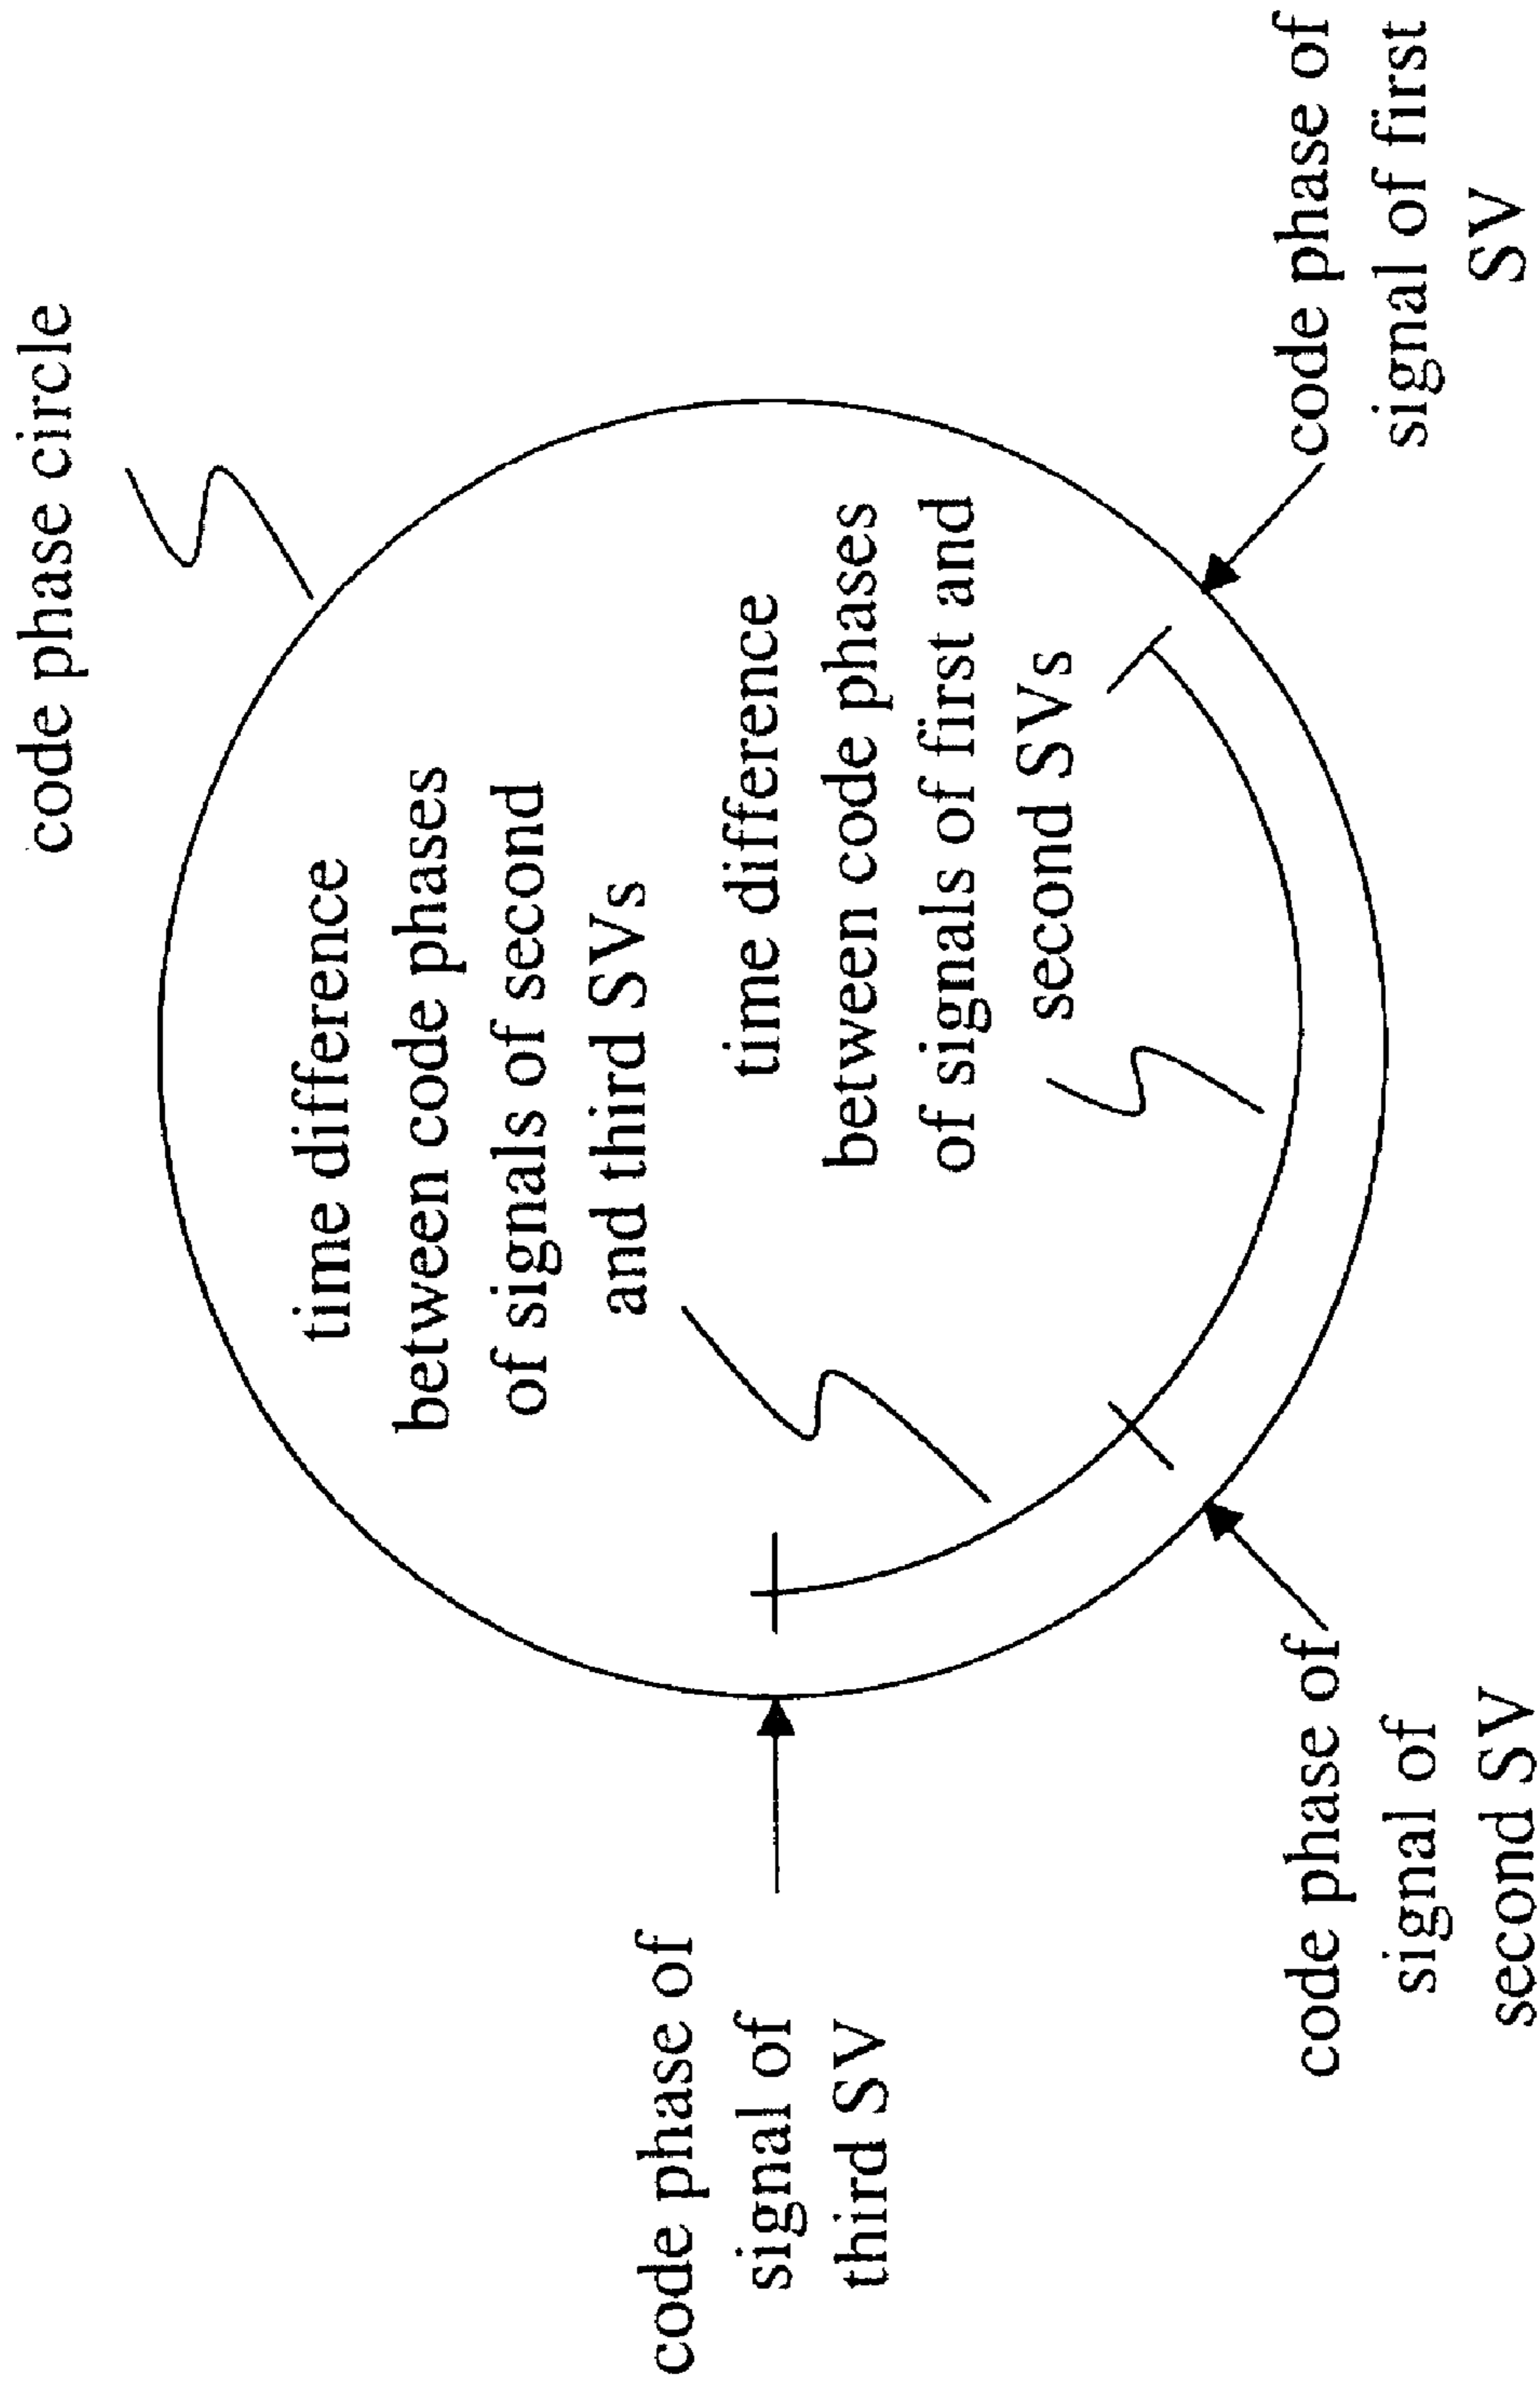 code phase circle
time difference
between code phases
of signals of second
and third SVs
time difference
between code phases
of signals of first and
second SVs
code phase of
signal of
third SV
code phase of
signal of
second SV
code phase of
signal of first
SV